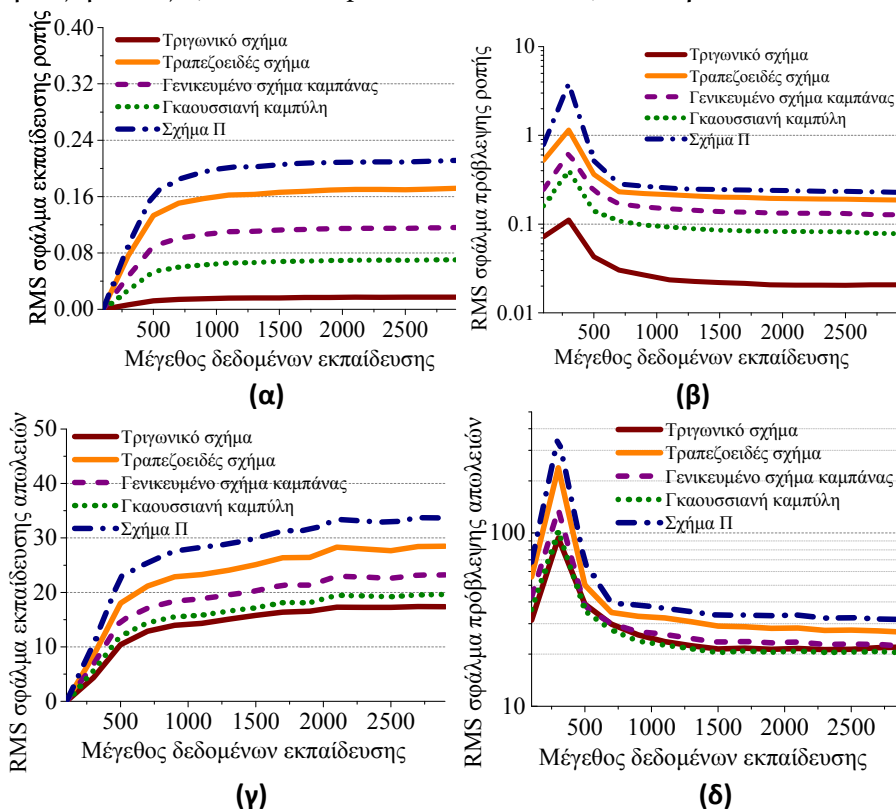 RMS σφάλμα εκπαίδευσης ροπής
0.40
0.32
0.24
0.16
0.08
0.00
Τριγωνικό σχήμα
Τραπεζοειδές σχήμα
Γενικευμένο σχήμα καμπάνας
Γκαουσσιανή καμπύλη
Σχήμα Π
500 1000 1500 2000 2500
Μέγεθος δεδομένων εκπαίδευσης
(α)
RMS σφάλμα πρόβλεψης ροπής
10
1
0.1
0.01
Τριγωνικό σχήμα
Τραπεζοειδές σχήμα
Γενικευμένο σχήμα καμπάνας
Γκαουσσιανή καμπύλη
Σχήμα Π
500 1000 1500 2000 2500
Μέγεθος δεδομένων εκπαίδευσης
(β)
RMS σφάλμα εκπαίδευσης απωλειών
50
40
30
20
10
0
Τριγωνικό σχήμα
Τραπεζοειδές σχήμα
Γενικευμένο σχήμα καμπάνας
Γκαουσσιανή καμπύλη
Σχήμα Π
500 1000 1500 2000 2500
Μέγεθος δεδομένων εκπαίδευσης
(γ)
RMS σφάλμα πρόβλεψης απωλειών
100
10
Τριγωνικό σχήμα
Τραπεζοειδές σχήμα
Γενικευμένο σχήμα καμπάνας
Γκαουσσιανή καμπύλη
Σχήμα Π
500 1000 1500 2000 2500
Μέγεθος δεδομένων εκπαίδευσης
(δ)